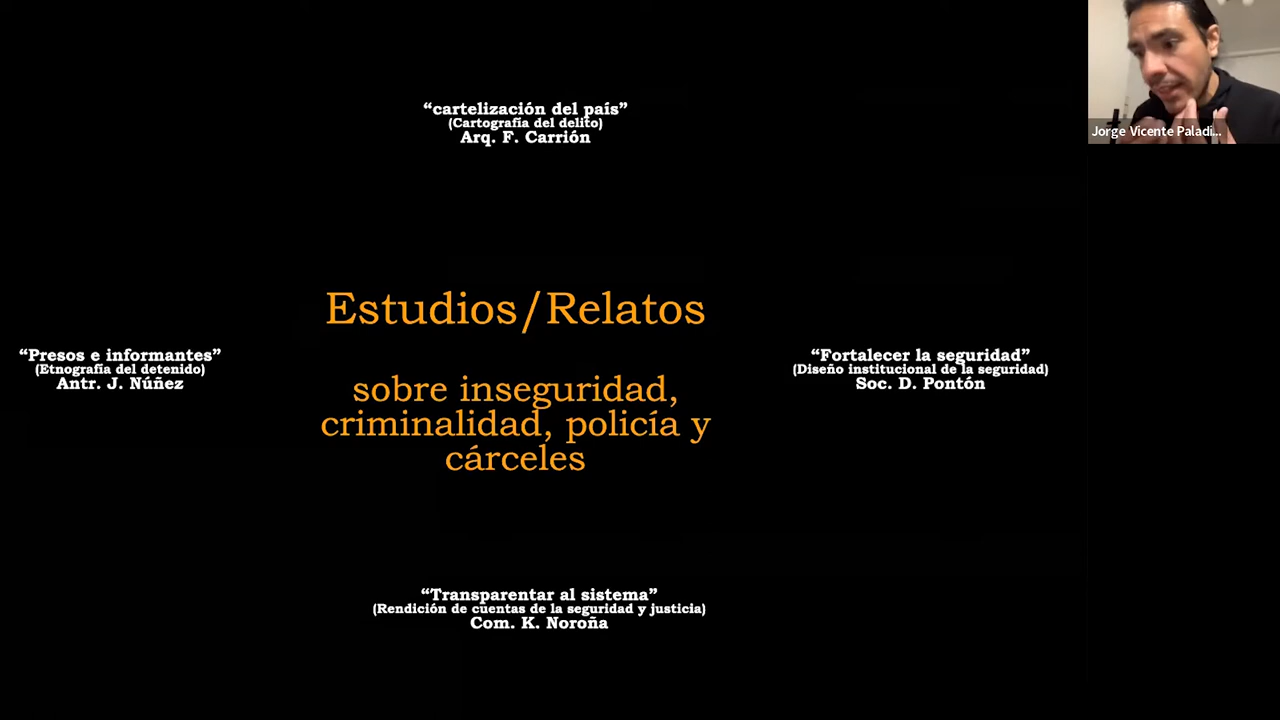 “cartelización del país”
(Cartografía del delito)
Arq. F. Carrión
Jorge Vicente Paladi...
Estudios/Relatos
sobre inseguridad,
criminalidad, policía y
cárceles
“Presos e informantes”
(Etnografía del detenido)
Antr. J. Núñez
“Fortalecer la seguridad”
(Diseño institucional de la seguridad)
Soc. D. Pontón
“Transparentar al sistema”
(Rendición de cuentas de la seguridad y justicia)
Com. K. Noroña